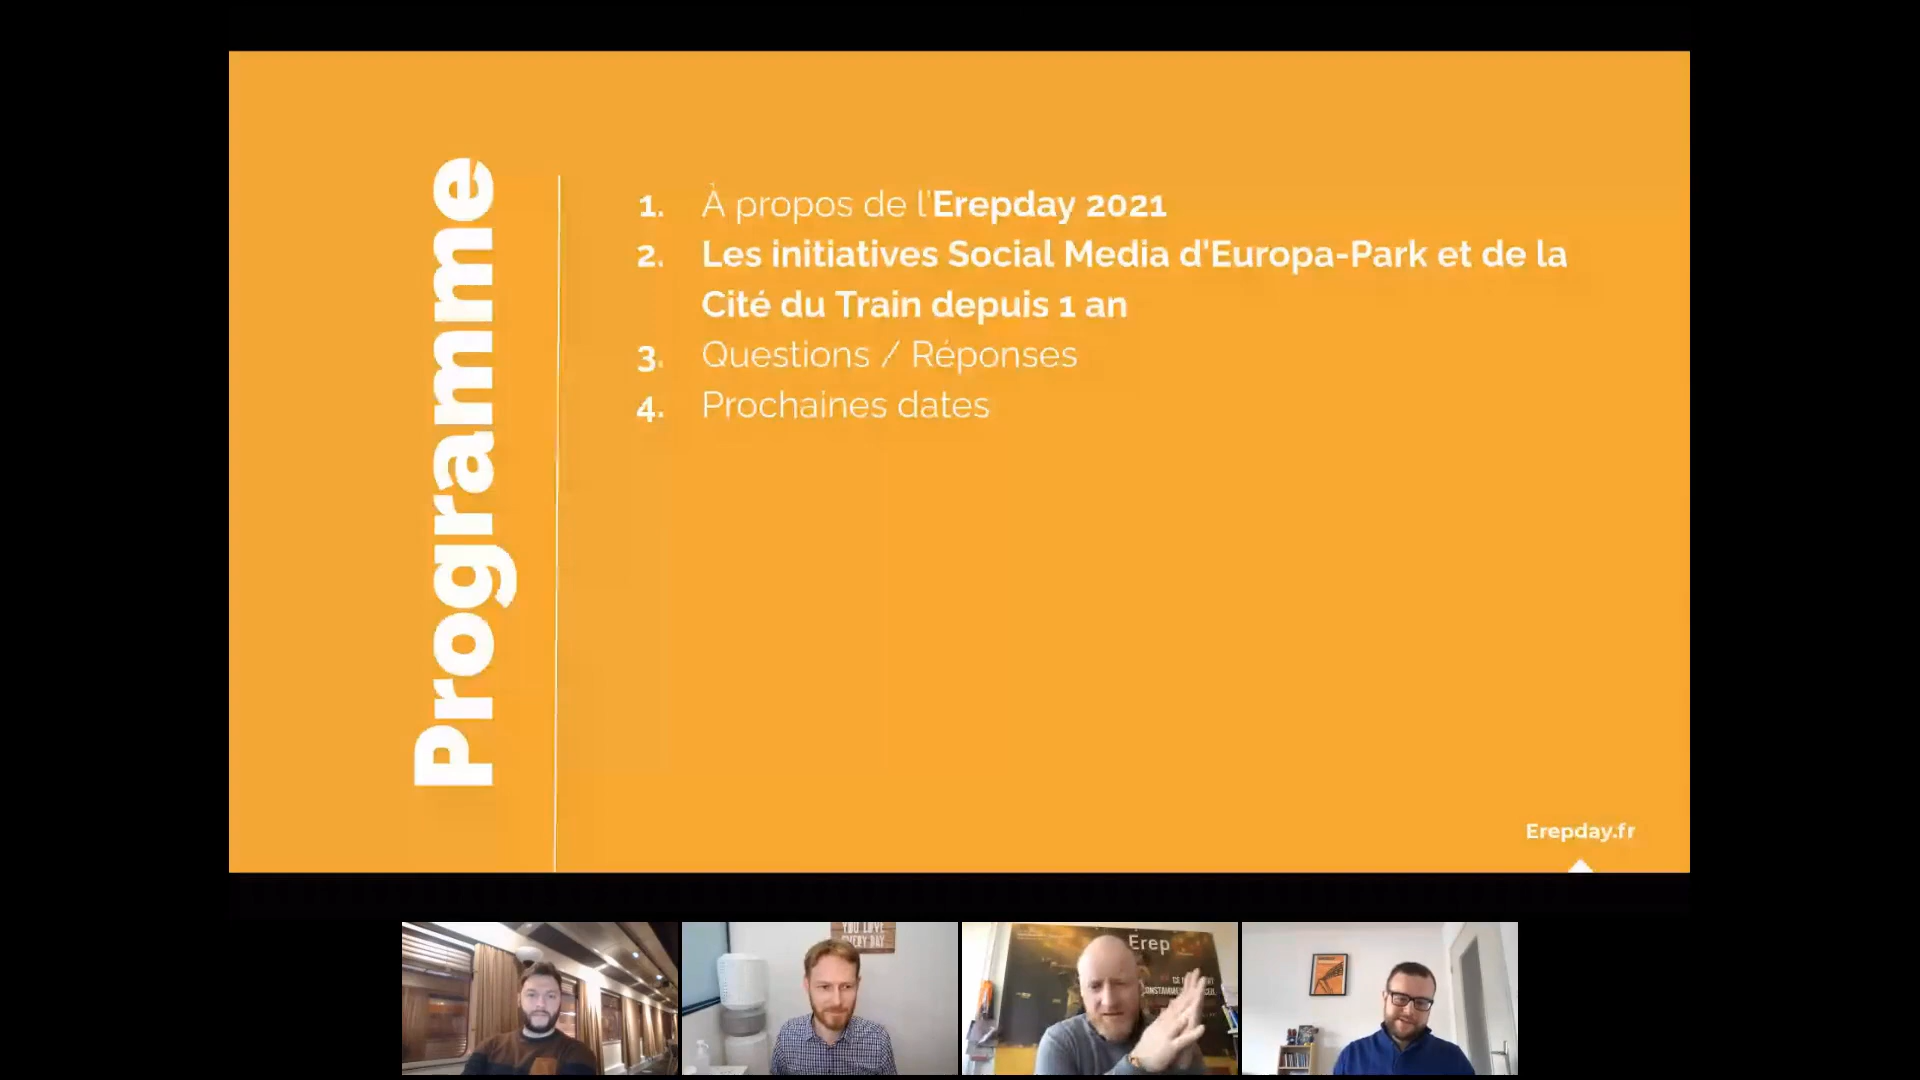 Programme
1. À propos de l'Erepday 2021
2. Les initiatives Social Media d'Europa-Park et de la
Cité du Train depuis 1 an
3. Questions / Réponses
4. Prochaines dates
Erepday.fr
YOU LOVE
EVERY DAY
Erep